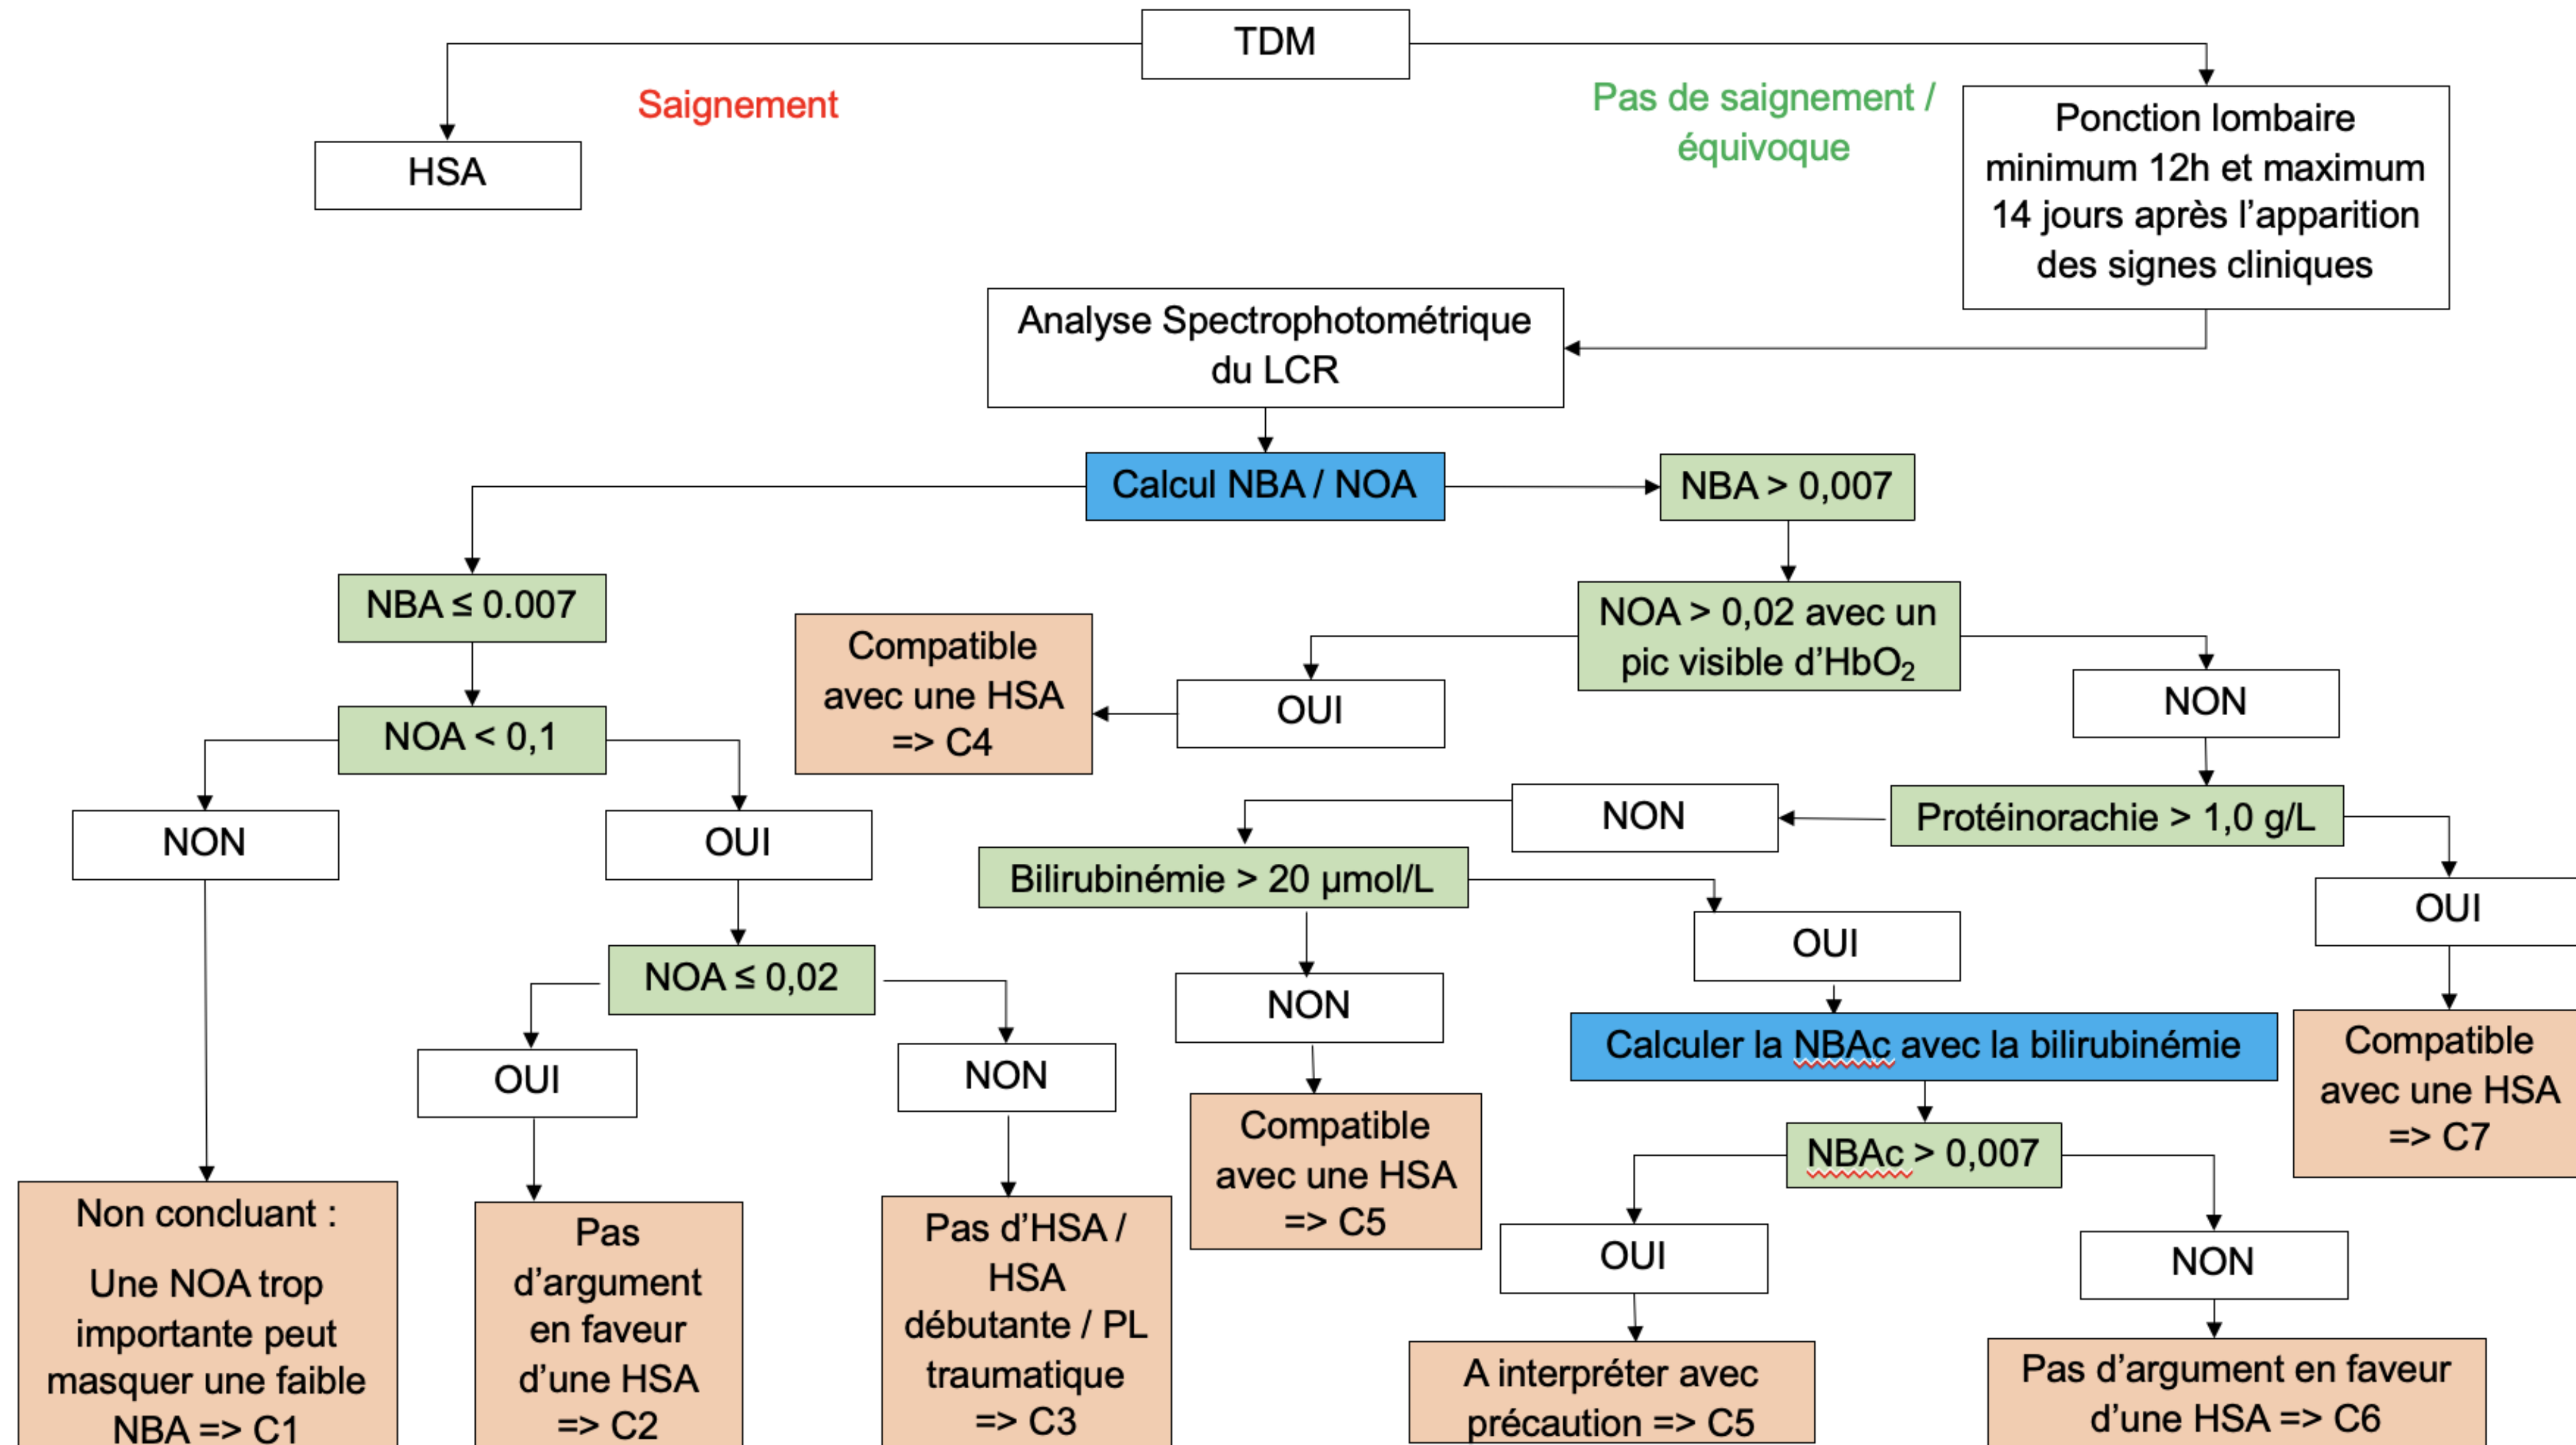 TDM
Saignement
Pas de saignement /
équivoque
HSA
Ponction lombaire
minimum 12h et maximum
14 jours après l’apparition
des signes cliniques
Analyse Spectrophotométrique
du LCR
Calcul NBA / NOA
NBA > 0,007
NBA ≤ 0.007
NOA > 0,02 avec un
pic visible d’HbO₂
Compatible
avec une HSA
=> C4
OUI
NON
NOA < 0,1
NON
OUI
NON
Protéinorachie > 1,0 g/L
Bilirubinémie > 20 µmol/L
OUI
OUI
NOA ≤ 0,02
NON
Calculer la NBAc avec la bilirubinémie
Compatible
avec une HSA
=> C7
OUI
NON
Compatible
avec une HSA
=> C5
NBAc > 0,007
OUI
NON
Non concluant :
Une NOA trop
importante peut
masquer une faible
NBA => C1
Pas
d’argument
en faveur
d’une HSA
=> C2
Pas d’HSA /
HSA
débutante / PL
traumatique
=> C3
A interpréter avec
précaution => C5
Pas d’argument en faveur
d’une HSA => C6